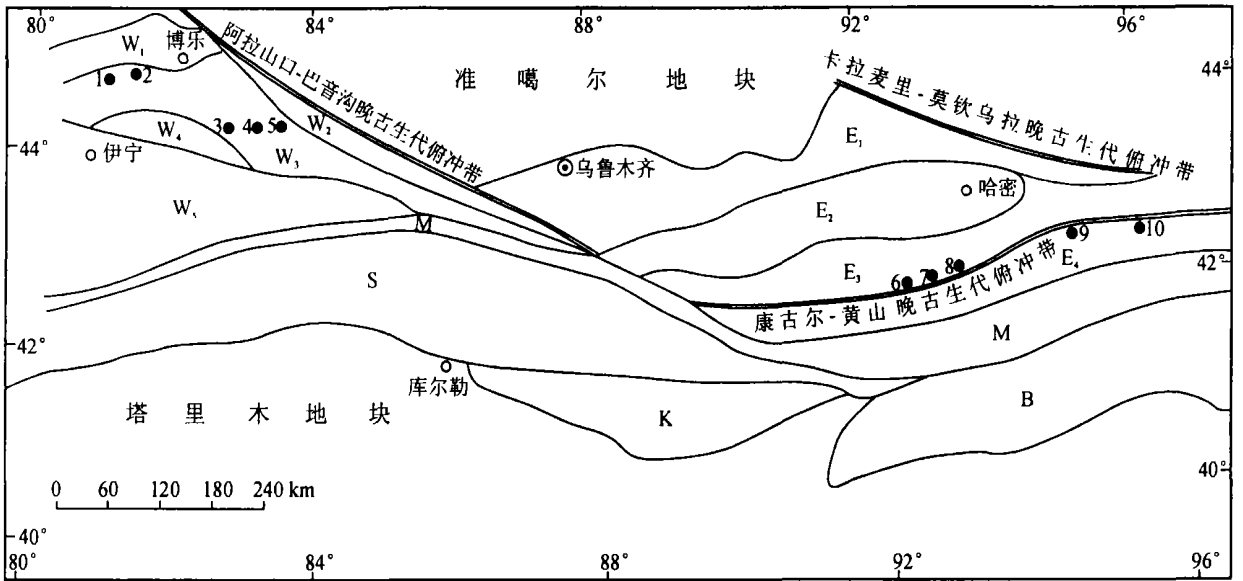 80°
84°
88°
92°
96°
博乐
W₁
1
2
阿拉山口-巴音沟晚古生代俯冲带
准噶尔地块
卡拉麦里-莫钦乌拉晚古生代俯冲带
44°
44°
W₄
3
4
5
W₂
伊宁
W₃
乌鲁木齐
E₁
哈密
W₅
M
E₂
S
E₃
6
7
8
9
10
E₄
42°
康古尔-黄山晚古生代俯冲带
42°
M
库尔勒
塔里木地块
K
B
40°
0 60 120 180 240 km
40°
80°
84°
88°
92°
96°